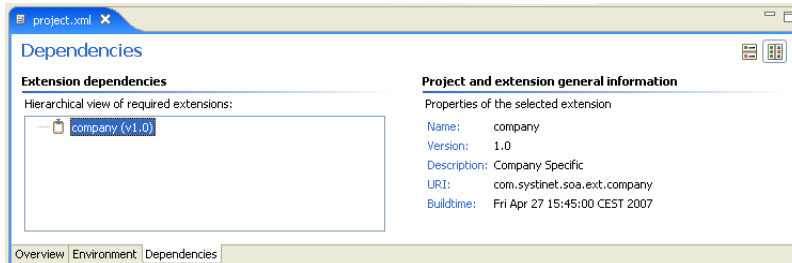 project.xml
Dependencies
Extension dependencies
Hierarchical view of required extensions:
company (v1.0)
Project and extension general information
Properties of the selected extension
Name: company
Version: 1.0
Description: Company Specific
URI: com.systinet.soa.ext.company
Buildtime: Fri Apr 27 15:45:00 CEST 2007
Overview Environment Dependencies